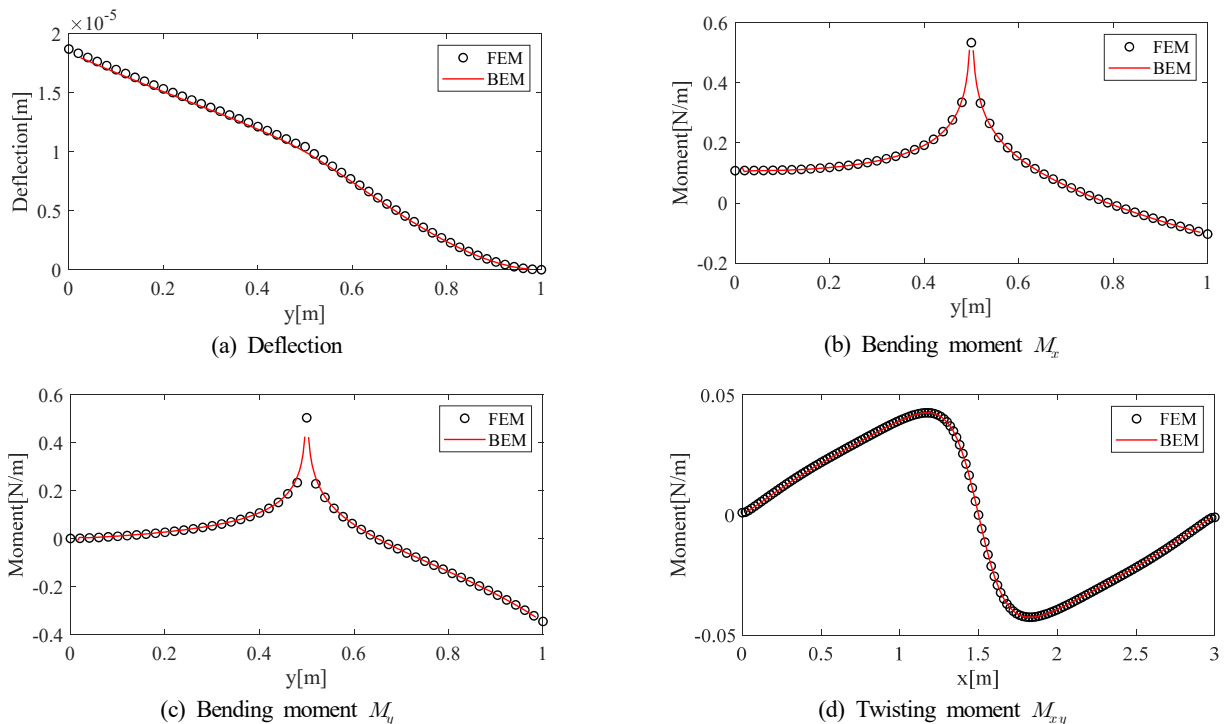 ×10⁻⁵
2
1.5
1
0.5
0
Deflection[m]
FEM
BEM
0 0.2 0.4 0.6 0.8 1
y[m]
(a) Deflection
0.6
0.4
0.2
0
-0.2
Moment[N/m]
FEM
BEM
0 0.2 0.4 0.6 0.8 1
y[m]
(b) Bending moment Mₓ
0.6
0.4
0.2
0
-0.2
-0.4
Moment[N/m]
FEM
BEM
0 0.2 0.4 0.6 0.8 1
y[m]
(c) Bending moment M_y
0.05
0
-0.05
Moment[N/m]
FEM
BEM
0 0.5 1 1.5 2 2.5 3
x[m]
(d) Twisting moment M_xy